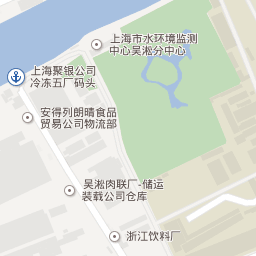 上海市水环境监测
中心吴淞分中心
上海聚银公司
冷冻五厂码头
安得列朗晴食品
贸易公司物流部
吴淞肉联厂-储运
装载公司仓库
浙江饮料厂